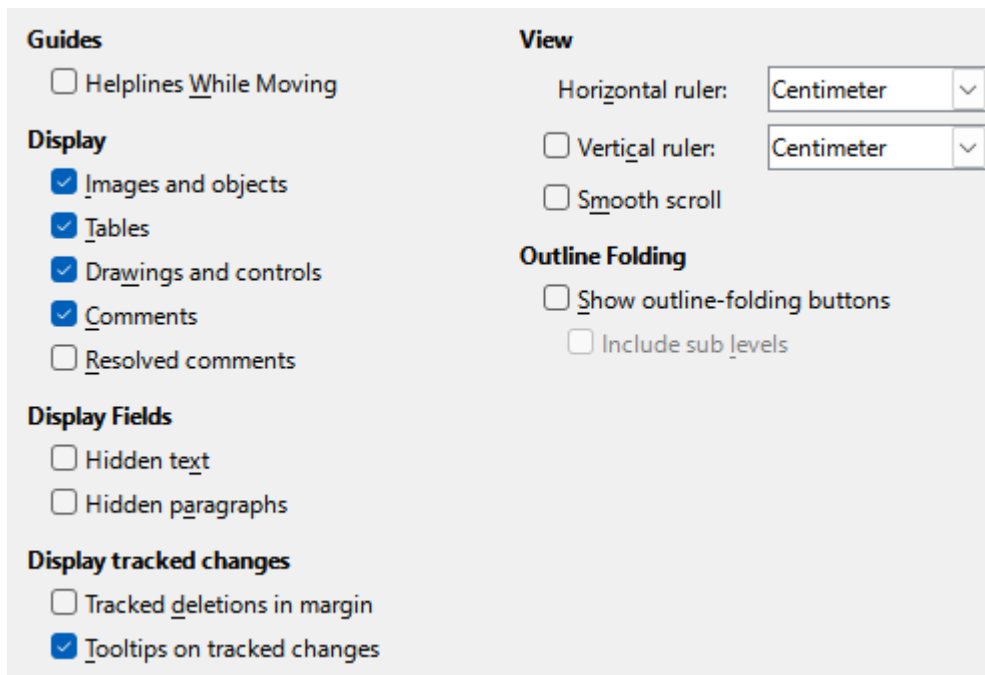 Guides
Helplines While Moving
Display
Images and objects
Tables
Drawings and controls
Comments
Resolved comments
Display Fields
Hidden text
Hidden paragraphs
Display tracked changes
Tracked deletions in margin
Tooltips on tracked changes
View
Horizontal ruler: Centimeter
Vertical ruler: Centimeter
Smooth scroll
Outline Folding
Show outline-folding buttons
Include sub levels